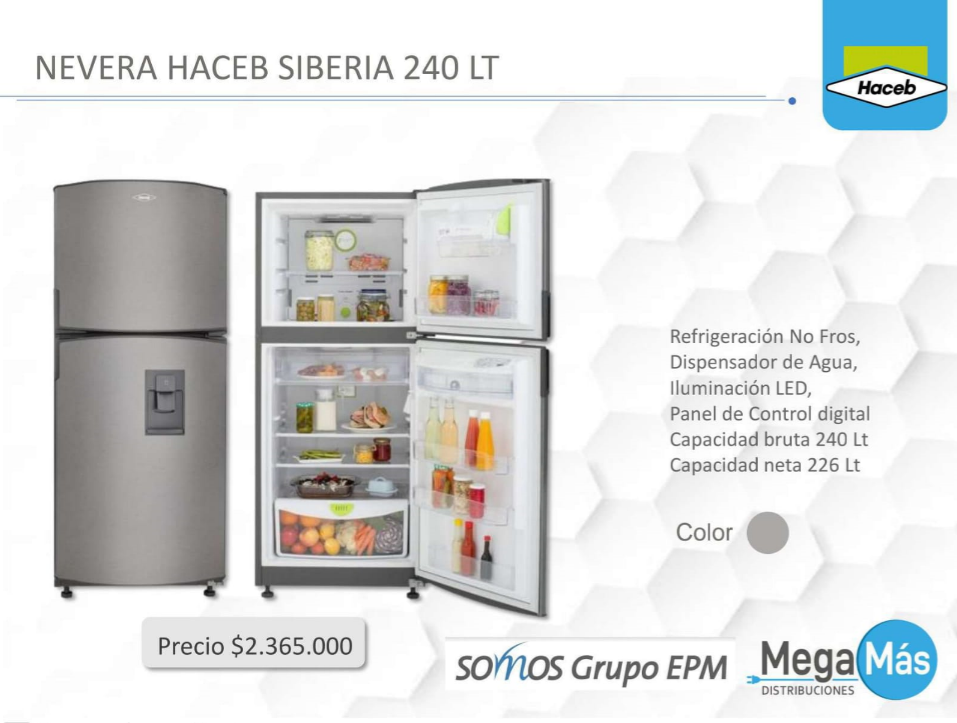 NEVERA HACEB SIBERIA 240 LT
Haceb
Refrigeración No Fros,
Dispensador de Agua,
Iluminación LED,
Panel de Control digital
Capacidad bruta 240 Lt
Capacidad neta 226 Lt
Color
Precio $2.365.000
SOMOS Grupo EPM
Mega Más
DISTRIBUCIONES